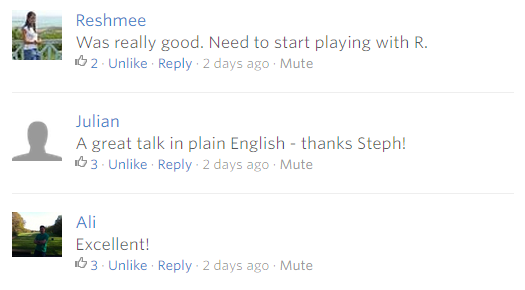 Reshmee
Was really good. Need to start playing with R.
2 · Unlike · Reply · 2 days ago · Mute
Julian
A great talk in plain English - thanks Steph!
3 · Unlike · Reply · 2 days ago · Mute
Ali
Excellent!
3 · Unlike · Reply · 2 days ago · Mute